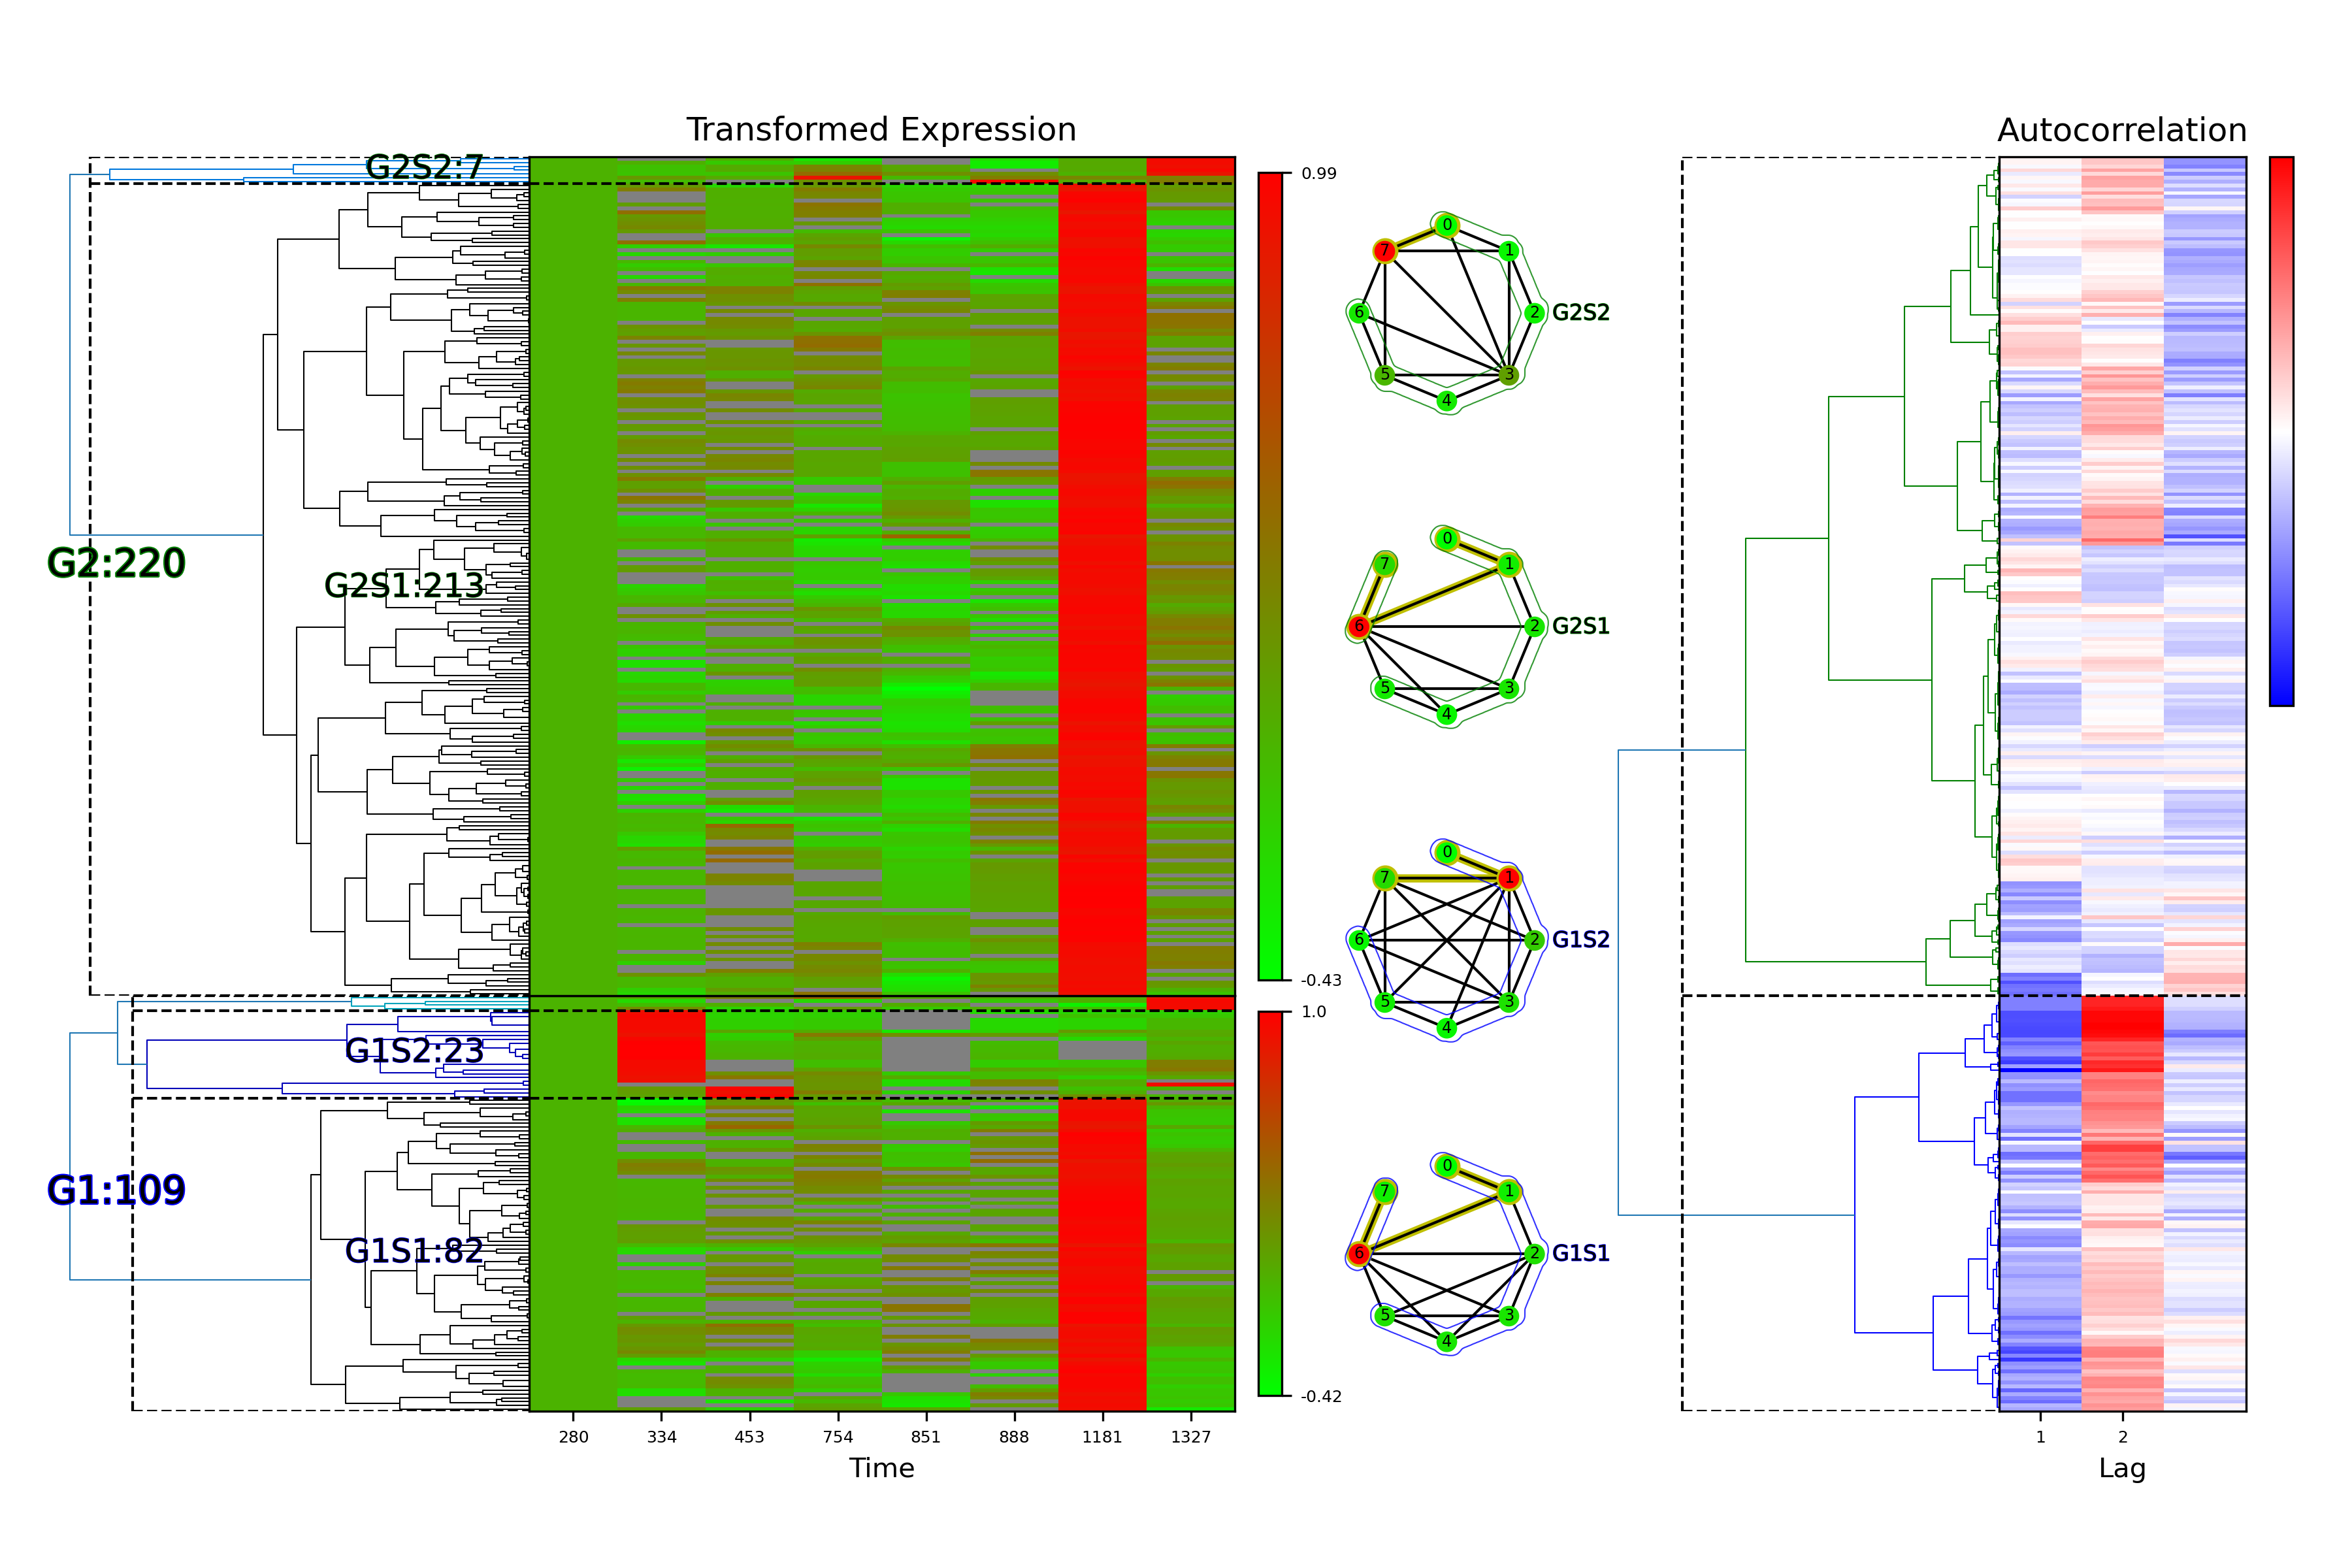 Transformed Expression
Autocorrelation
G2S2:7
G2:220
G2S1:213
G1S2:23
G1:109
G1S1:82
0.99
-0.43
1.0
-0.42
0
7
1
6
2
G2S2
5
3
4
0
7
1
6
2
G2S1
5
3
4
0
7
1
6
2
G1S2
5
3
4
0
7
1
6
2
G1S1
5
3
4
280 334 453 754 851 888 1181 1327
Time
1 2
Lag